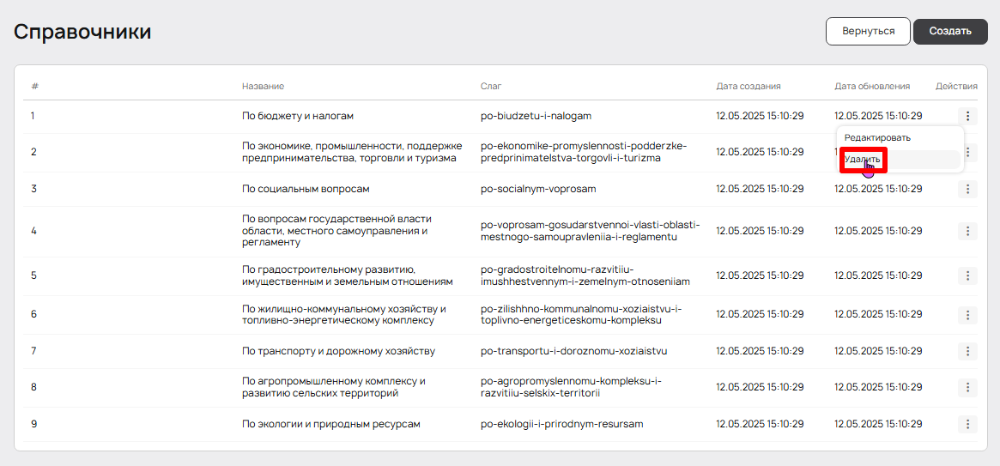 Справочники
Вернуться
Создать
# Название Слаг Дата создания Дата обновления Действия
1 По бюджету и налогам po-biudzetu-i-nalogam 12.05.2025 15:10:29 12.05.2025 15:10:29
Редактировать
Удалить
2 По экономике, промышленности, поддержке po-ekonomike-promyslennosti-podderzke- 12.05.2025 15:10:29
предпринимательства, торговли и туризма predprinimatelstva-torgovli-i-turizma
3 По социальным вопросам po-socialnym-voprosam 12.05.2025 15:10:29 12.05.2025 15:10:29
По вопросам государственной власти
4 области, местного самоуправления и po-voprosam-gosudarstvennoi-vlasti-oblasti- 12.05.2025 15:10:29 12.05.2025 15:10:29
регламенту mestnogo-samoupravleniia-i-reglamentu
5 По градостроительному развитию, po-gradostroitelnomu-razvitiiu- 12.05.2025 15:10:29 12.05.2025 15:10:29
имущественным и земельным отношениям imushhestvennym-i-zemelnym-otnoseniiam
6 По жилищно-коммунальному хозяйству и po-zilishhno-kommunalnomu-xoziaistvu-i- 12.05.2025 15:10:29 12.05.2025 15:10:29
топливно-энергетическому комплексу toplivno-energeticeskomu-kompleksu
7 По транспорту и дорожному хозяйству po-transportu-i-doroznomu-xoziaistvu 12.05.2025 15:10:29 12.05.2025 15:10:29
8 По агропромышленному комплексу и po-agropromyslennomu-kompleksu-i- 12.05.2025 15:10:29 12.05.2025 15:10:29
развитию сельских территорий razvitiiu-selskix-territorii
9 По экологии и природным ресурсам po-ekologii-i-prirodnym-resursam 12.05.2025 15:10:29 12.05.2025 15:10:29